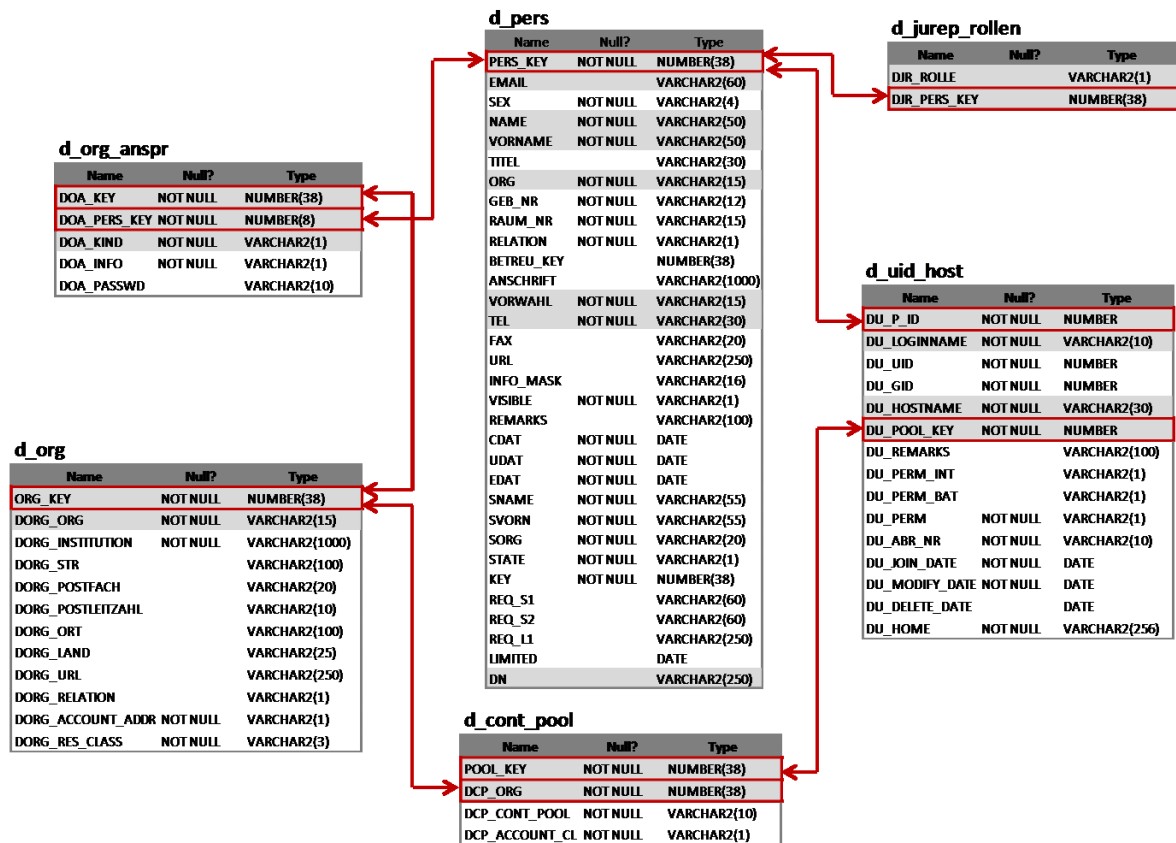 d_pers
Name Null? Type
PERS_KEY NOT NULL NUMBER(38)
EMAIL VARCHAR2(60)
SEX NOT NULL VARCHAR2(4)
NAME NOT NULL VARCHAR2(50)
VORNAME NOT NULL VARCHAR2(50)
TITEL VARCHAR2(30)
ORG NOT NULL VARCHAR2(15)
GEB_NR NOT NULL VARCHAR2(12)
RAUM_NR NOT NULL VARCHAR2(15)
RELATION NOT NULL VARCHAR2(1)
BETREU_KEY NUMBER(38)
ANSCHRIFT VARCHAR2(1000)
VORWAHL NOT NULL VARCHAR2(15)
TEL NOT NULL VARCHAR2(30)
FAX VARCHAR2(20)
URL VARCHAR2(250)
INFO_MASK VARCHAR2(16)
VISIBLE NOT NULL VARCHAR2(1)
REMARKS VARCHAR2(100)
CDAT NOT NULL DATE
UDAT NOT NULL DATE
EDAT NOT NULL DATE
SNAME NOT NULL VARCHAR2(55)
SVORN NOT NULL VARCHAR2(55)
SORG NOT NULL VARCHAR2(20)
STATE NOT NULL VARCHAR2(1)
KEY NOT NULL NUMBER(38)
REQ_S1 VARCHAR2(60)
REQ_S2 VARCHAR2(60)
REQ_L1 VARCHAR2(250)
LIMITED DATE
DN VARCHAR2(250)
d_jurep_rollen
Name Null? Type
DJR_ROLLE VARCHAR2(1)
DJR_PERS_KEY NUMBER(38)
d_org_anspr
Name Null? Type
DOA_KEY NOT NULL NUMBER(38)
DOA_PERS_KEY NOT NULL NUMBER(8)
DOA_KIND NOT NULL VARCHAR2(1)
DOA_INFO NOT NULL VARCHAR2(1)
DOA_PASSWD VARCHAR2(10)
d_uid_host
Name Null? Type
DU_P_ID NOT NULL NUMBER
DU_LOGINNAME NOT NULL VARCHAR2(10)
DU_UID NOT NULL NUMBER
DU_GID NOT NULL NUMBER
DU_HOSTNAME NOT NULL VARCHAR2(30)
DU_POOL_KEY NOT NULL NUMBER
DU_REMARKS VARCHAR2(100)
DU_PERM_INT VARCHAR2(1)
DU_PERM_BAT VARCHAR2(1)
DU_PERM NOT NULL VARCHAR2(1)
DU_ABR_NR NOT NULL VARCHAR2(10)
DU_JOIN_DATE NOT NULL DATE
DU_MODIFY_DATE NOT NULL DATE
DU_DELETE_DATE DATE
DU_HOME NOT NULL VARCHAR2(256)
d_org
Name Null? Type
ORG_KEY NOT NULL NUMBER(38)
DORG_ORG NOT NULL VARCHAR2(15)
DORG_INSTITUTION NOT NULL VARCHAR2(1000)
DORG_STR VARCHAR2(100)
DORG_POSTFACH VARCHAR2(20)
DORG_POSTLEITZAHL VARCHAR2(10)
DORG_ORT VARCHAR2(100)
DORG_LAND VARCHAR2(25)
DORG_URL VARCHAR2(250)
DORG_RELATION VARCHAR2(1)
DORG_ACCOUNT_ADDR NOT NULL VARCHAR2(1)
DORG_RES_CLASS NOT NULL VARCHAR2(3)
d_cont_pool
Name Null? Type
POOL_KEY NOT NULL NUMBER(38)
DCP_ORG NOT NULL NUMBER(38)
DCP_CONT_POOL NOT NULL VARCHAR2(10)
DCP_ACCOUNT_CL NOT NULL VARCHAR2(1)